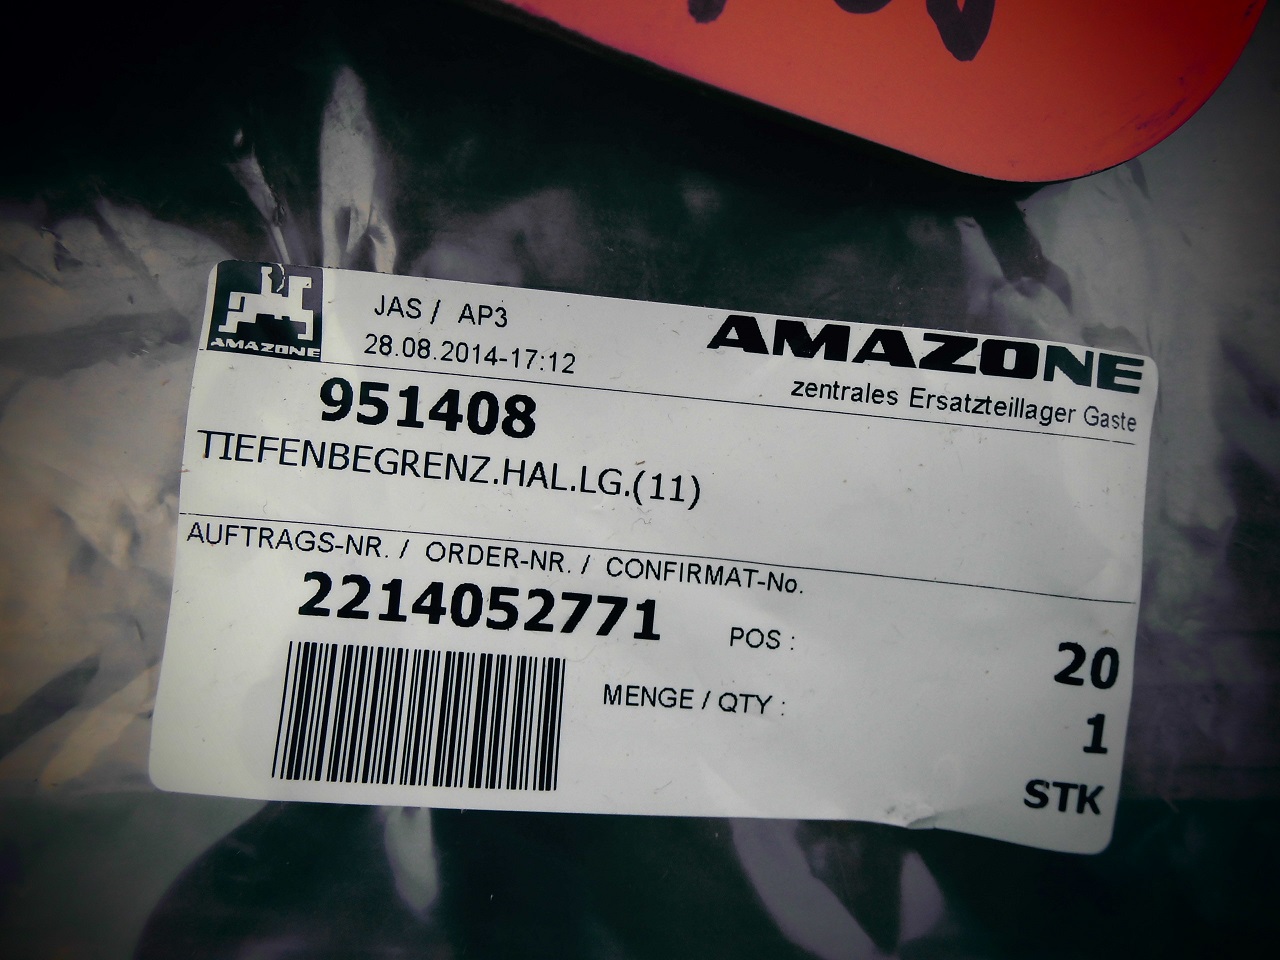 AMAZONE
JAS / AP3
28.08.2014-17:12
AMAZONE
zentrales Ersatzteillager Gaste
951408
TIEFENBEGRENZ.HAL.LG.(11)
AUFTRAGS-NR. / ORDER-NR. / CONFIRMAT-No.
2214052771
POS : 20
MENGE / QTY : 1
STK